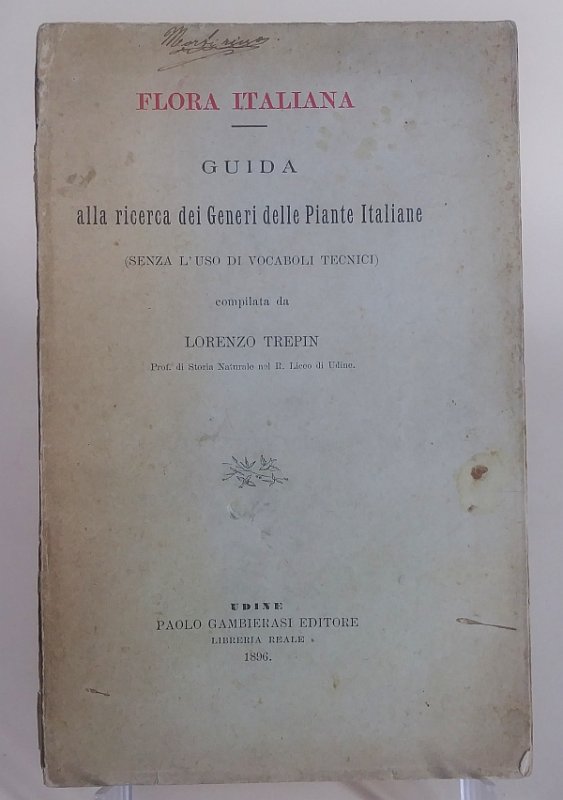 FLORA ITALIANA
GUIDA
alla ricerca dei Generi delle Piante Italiane
(SENZA L'USO DI VOCABOLI TECNICI)
compilata da
LORENZO TREPIN
Prof. di Storia Naturale nel R. Liceo di Udine.
UDINE
PAOLO GAMBIERASI EDITORE
LIBRERIA REALE
1896.